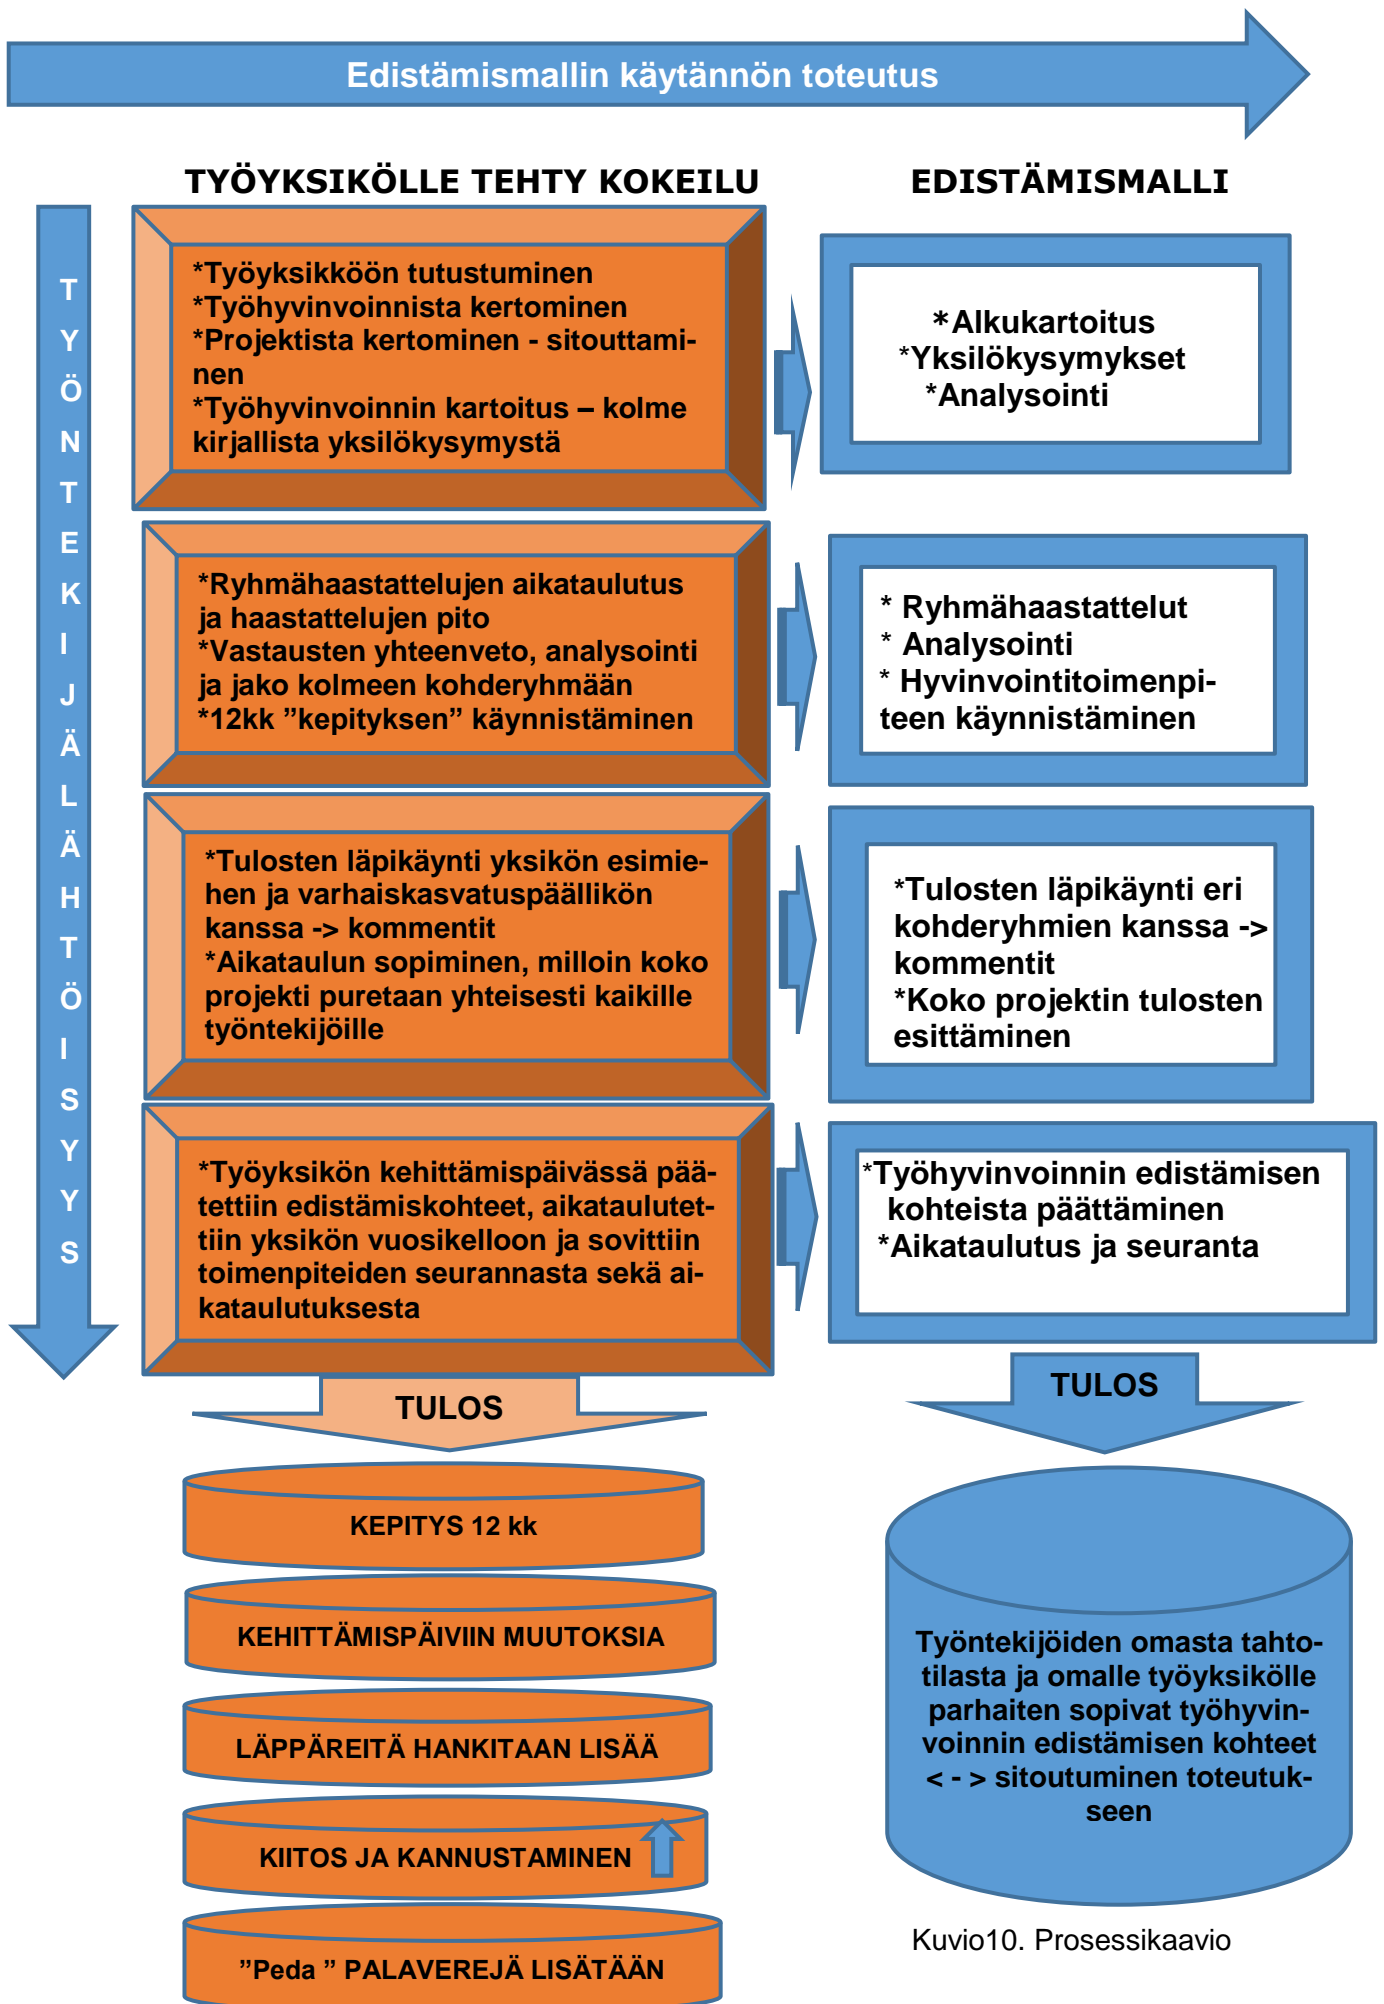 Edistämismallin käytännön toteutus
TYÖYKSIKÖLLE TEHTY KOKEILU
EDISTÄMISMALLI
TYÖNTEKIJÄLÄHTÖISYYS
*Työyksikköön tutustuminen
*Työhyvinvoinnista kertominen
*Projektista kertominen - sitouttami-
nen
*Työhyvinvoinnin kartoitus – kolme
kirjallista yksilökysymystä
*Alkukartoitus
*Yksilökysymykset
*Analysointi
*Ryhmähaastattelujen aikataulutus
ja haastattelujen pito
*Vastausten yhteenveto, analysointi
ja jako kolmeen kohderyhmään
*12kk ”kepityksen” käynnistäminen
* Ryhmähaastattelut
* Analysointi
* Hyvinvointitoimenpi-
teen käynnistäminen
*Tulosten läpikäynti yksikön esimie-
hen ja varhaiskasvatuspäällikön
kanssa -> kommentit
*Aikataulun sopiminen, milloin koko
projekti puretaan yhteisesti kaikille
työntekijöille
*Tulosten läpikäynti eri
kohderyhmien kanssa ->
kommentit
*Koko projektin tulosten
esittäminen
*Työyksikön kehittämispäivässä pää-
tettiin edistämiskohteet, aikataulutet-
tiin yksikön vuosikelloon ja sovittiin
toimenpiteiden seurannasta sekä ai-
kataulutuksesta
*Työhyvinvoinnin edistämisen
kohteista päättäminen
*Aikataulutus ja seuranta
TULOS
KEPITYS 12 kk
KEHITTÄMISPÄIVIIN MUUTOKSIA
LÄPPÄREITÄ HANKITAAN LISÄÄ
KIITOS JA KANNUSTAMINEN
”Peda ” PALAVEREJÄ LISÄTÄÄN
TULOS
Työntekijöiden omasta tahto-
tilasta ja omalle työyksikölle
parhaiten sopivat työhyvin-
voinnin edistämisen kohteet
< - > sitoutuminen toteutuk-
seen
Kuvio10. Prosessikaavio